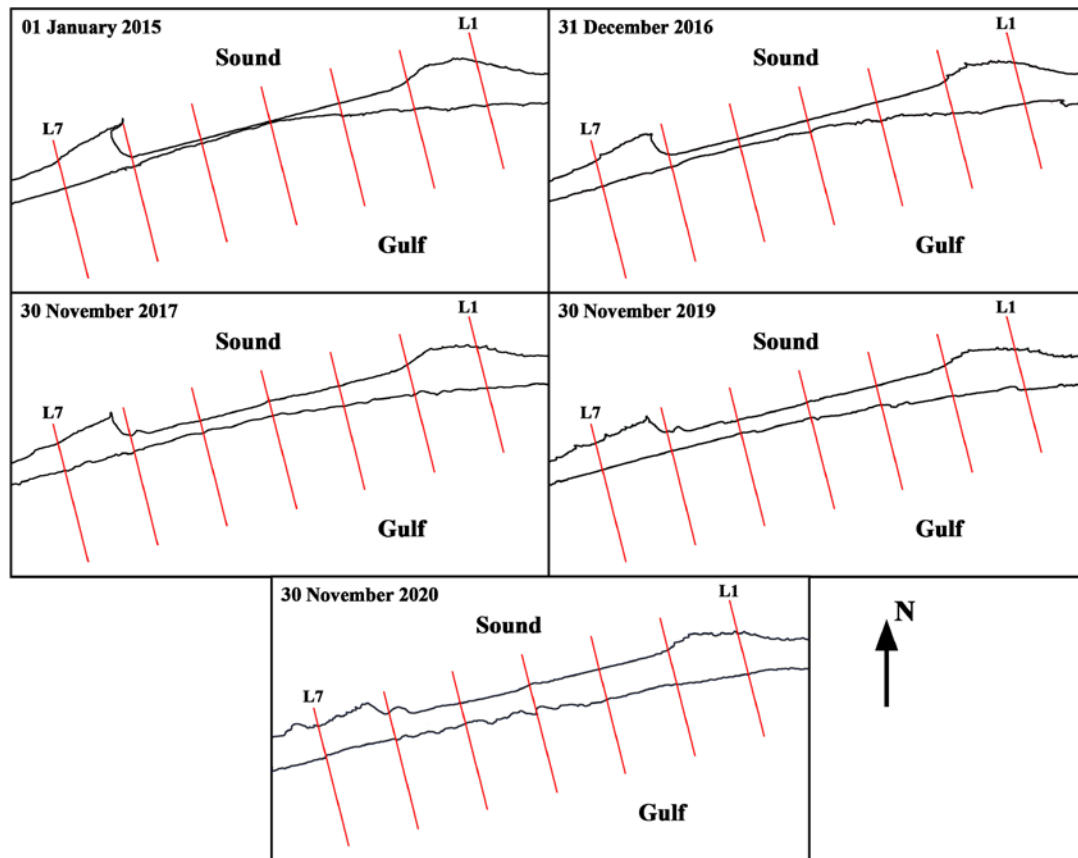 01 January 2015
L1
Sound
L7
Gulf
31 December 2016
L1
Sound
L7
Gulf
30 November 2017
L1
Sound
L7
Gulf
30 November 2019
L1
Sound
L7
Gulf
30 November 2020
L1
Sound
L7
Gulf
N